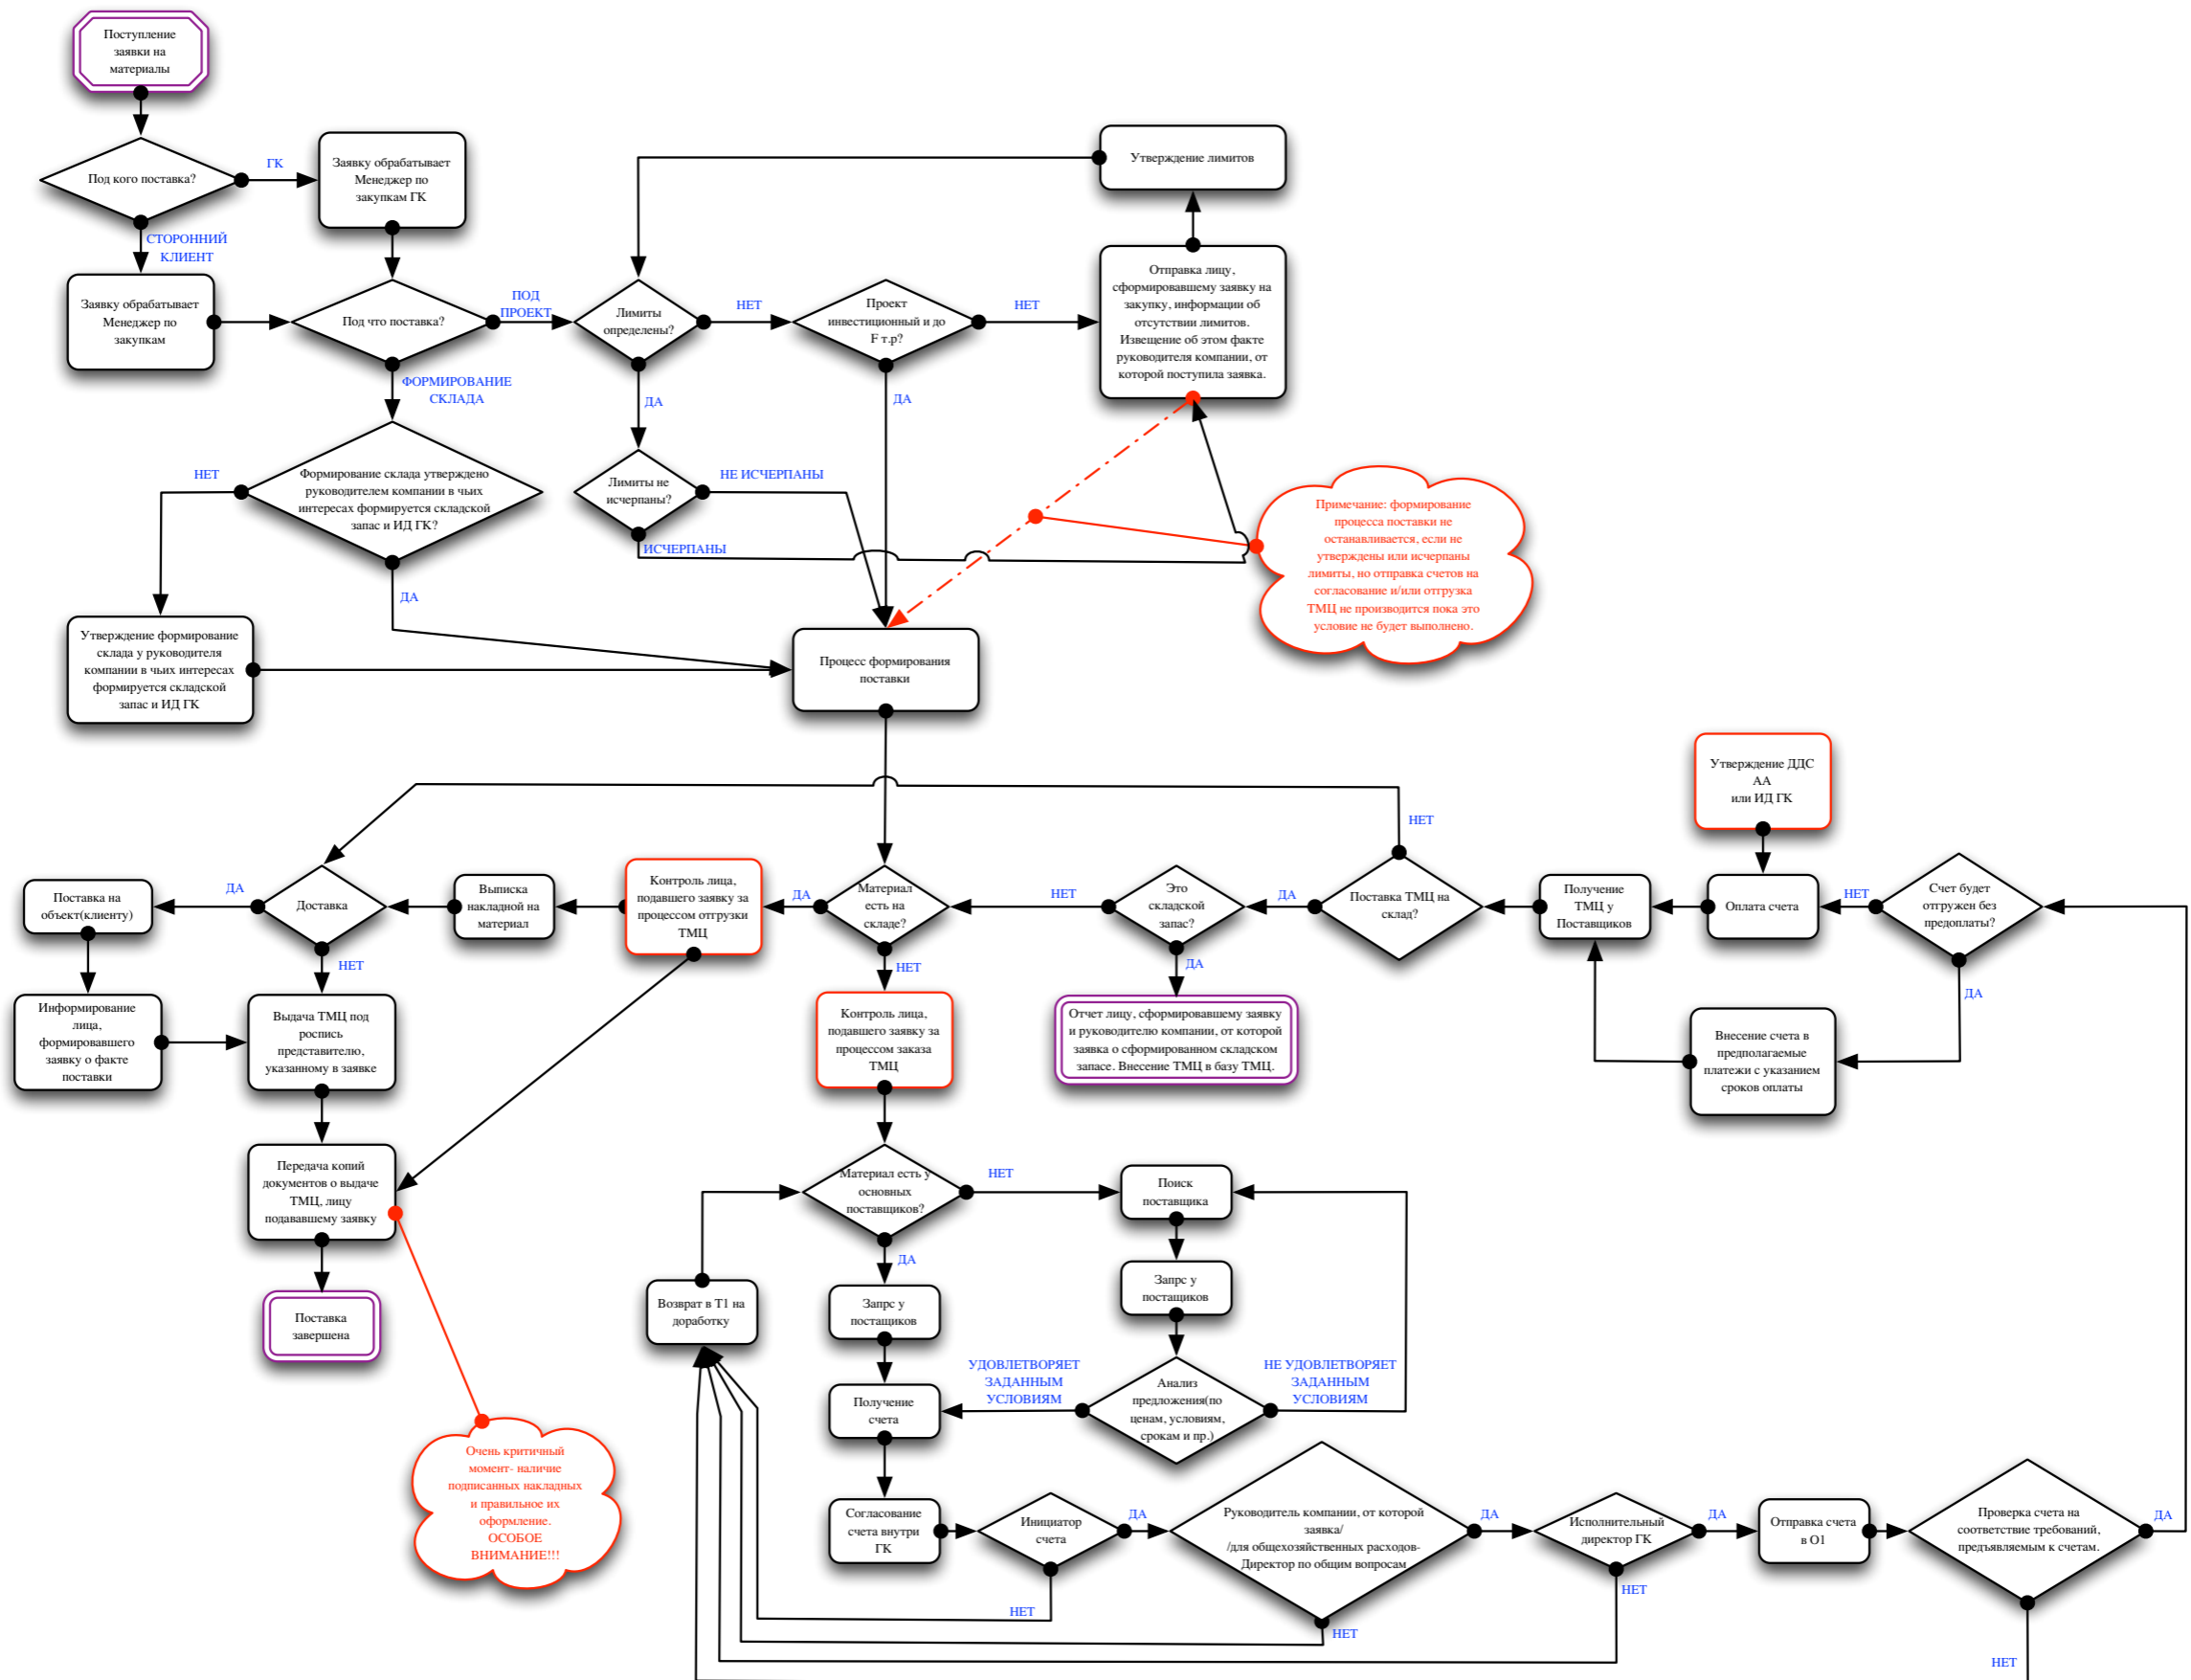 Поступление
заявки на
материалы
Под кого поставка?
ГК
Заявку обрабатывает
Менеджер по
закупкам ГК
СТОРОННИЙ
КЛИЕНТ
Заявку обрабатывает
Менеджер по
закупкам
Под что поставка?
ПОД
ПРОЕКТ
Лимиты
определены?
НЕТ
Проект
инвестиционный и до
F т.р?
НЕТ
Утверждение лимитов
Отправка лицу,
сформировавшему заявку на
закупку, информации об
отсутствии лимитов.
Извещение об этом факте
руководителя компании, от
которой поступила заявка.
ФОРМИРОВАНИЕ
СКЛАДА
ДА
ДА
НЕТ
Формирование склада утверждено
руководителем компании в чьих
интересах формируется складской
запас и ИД ГК?
Лимиты не
исчерпаны?
НЕ ИСЧЕРПАНЫ
ИСЧЕРПАНЫ
Примечание: формирование
процесса поставки не
останавливается, если не
утверждены или исчерпаны
лимиты, но отправка счетов на
согласование и/или отгрузка
ТМЦ не производится пока это
условие не будет выполнено.
ДА
Утверждение формирование
склада у руководителя
компании в чьих интересах
формируется складской
запас и ИД ГК
Процесс формирования
поставки
Утверждение ДДС
АА
или ИД ГК
НЕТ
Поставка на
объект(клиенту)
ДА
Доставка
Выписка
накладной на
материал
Контроль лица,
подавшего заявку за
процессом отгрузки
ТМЦ
ДА
Материал
есть на
складе?
НЕТ
Это
складской
запас?
ДА
Поставка ТМЦ на
склад?
Получение
ТМЦ у
Поставщиков
Оплата счета
НЕТ
Счет будет
отгружен без
предоплаты?
НЕТ
НЕТ
ДА
ДА
Информирование
лица,
формировавшего
заявку о факте
поставки
Выдача ТМЦ под
роспись
представителю,
указанному в заявке
Контроль лица,
подавшего заявку за
процессом заказа
ТМЦ
Отчет лицу, сформировавшему заявку
и руководителю компании, от которой
заявка о сформированном складском
запасе. Внесение ТМЦ в базу ТМЦ.
Внесение счета в
предполагаемые
платежи с указанием
сроков оплаты
Передача копий
документов о выдаче
ТМЦ, лицу
подававшему заявку
Материал есть у
основных
поставщиков?
НЕТ
Поиск
поставщика
ДА
Поставка
завершена
Возврат в Т1 на
доработку
Запрс у
постащиков
Запрс у
постащиков
Получение
счета
УДОВЛЕТВОРЯЕТ
ЗАДАННЫМ
УСЛОВИЯМ
Анализ
предложения(по
ценам, условиям,
срокам и пр.)
НЕ УДОВЛЕТВОРЯЕТ
ЗАДАННЫМ
УСЛОВИЯМ
Очень критичный
момент- наличие
подписанных накладных
и правильное их
оформление.
ОСОБОЕ
ВНИМАНИЕ!!!
Согласование
счета внутри
ГК
Инициатор
счета
ДА
Руководитель компании, от которой
заявка/
/для общехозяйственных расходов-
Директор по общим вопросам
ДА
Исполнительный
директор ГК
ДА
Отправка счета
в О1
Проверка счета на
соответствие требований,
предъявляемым к счетам.
ДА
НЕТ
НЕТ
НЕТ
НЕТ